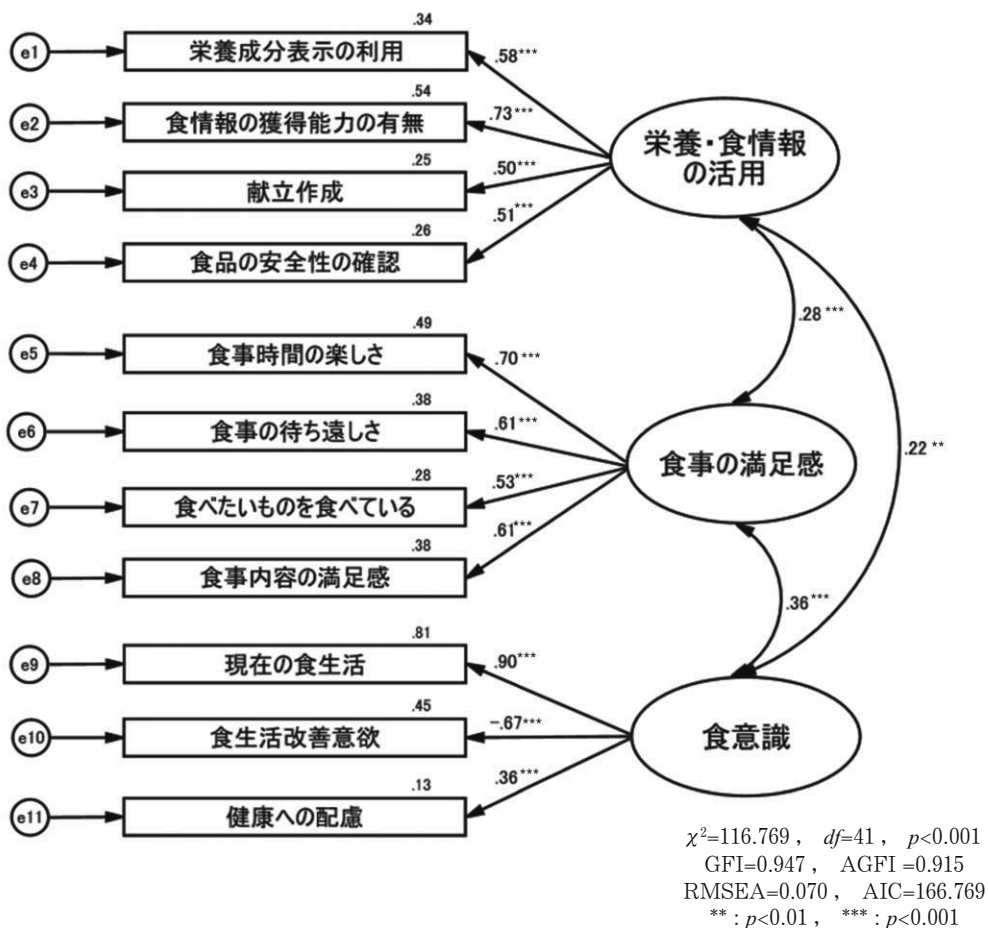 .34
e1
栄養成分表示の利用
.58***
.54
e2
食情報の獲得能力の有無
.73***
.25
e3
献立作成
.50***
.26
e4
食品の安全性の確認
.51***
栄養・食情報
の活用
.28***
.49
e5
食事時間の楽しさ
.70***
.38
e6
食事の待ち遠しさ
.61***
.28
e7
食べたいものを食べている
.53***
.38
e8
食事内容の満足感
.61***
食事の満足感
.22**
.36***
.81
e9
現在の食生活
.90***
.45
e10
食生活改善意欲
-.67***
.13
e11
健康への配慮
.36***
食意識
χ²=116.769 , df=41 , p<0.001
GFI=0.947 , AGFI =0.915
RMSEA=0.070 , AIC=166.769
** : p<0.01 , *** : p<0.001